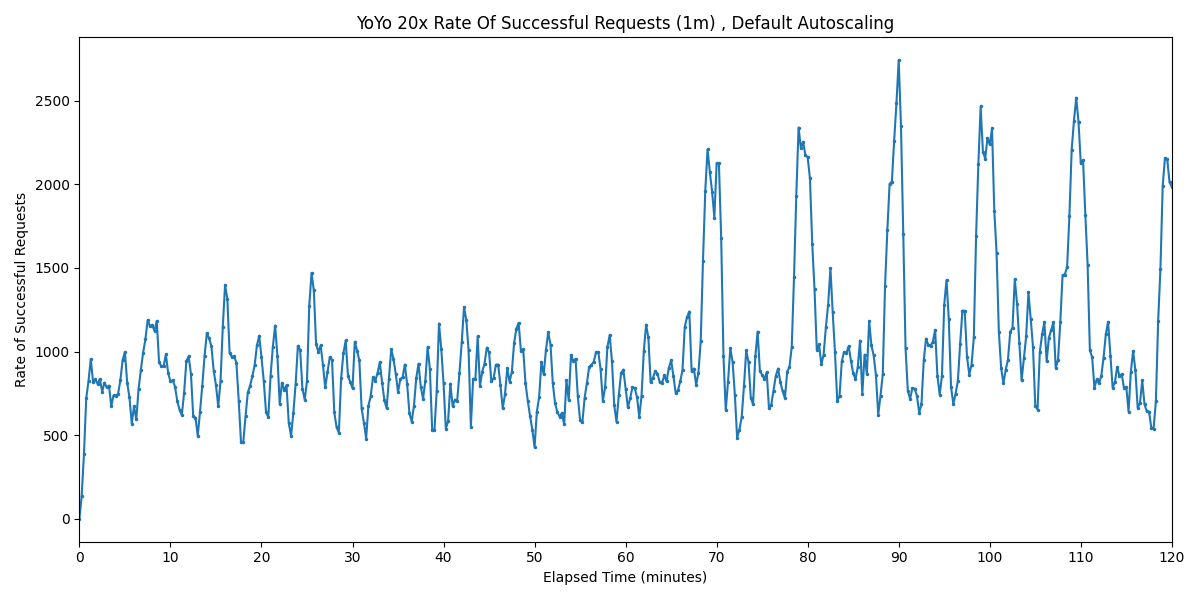 YoYo 20x Rate Of Successful Requests (1m) , Default Autoscaling
Rate of Successful Requests
2500
2000
1500
1000
500
0
0 10 20 30 40 50 60 70 80 90 100 110 120
Elapsed Time (minutes)